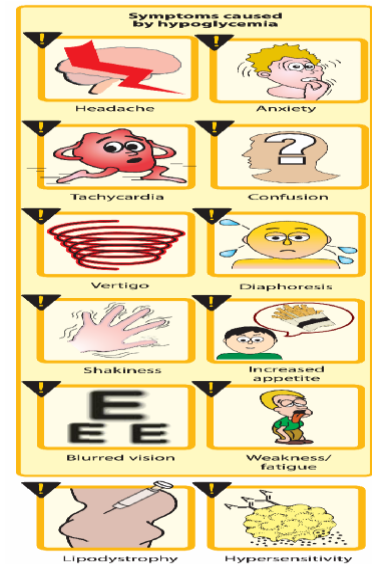 Symptoms caused
by hypoglycemia
!
!
Headache
Anxiety
!
!
?
Tachycardia
Confusion
!
!
Vertigo
Diaphoresis
!
!
Shakiness
Increased
appetite
!
!
E
E E
Blurred vision
Weakness/
fatigue
!
!
Lipodystrophy
Hypersensitivity